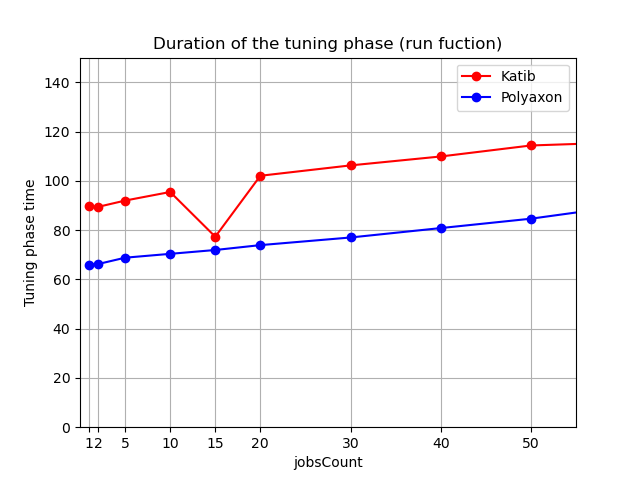 Duration of the tuning phase (run fuction)
Katib
Polyaxon
Tuning phase time
140
120
100
80
60
40
20
0
1 2 5 10 15 20 30 40 50
jobsCount